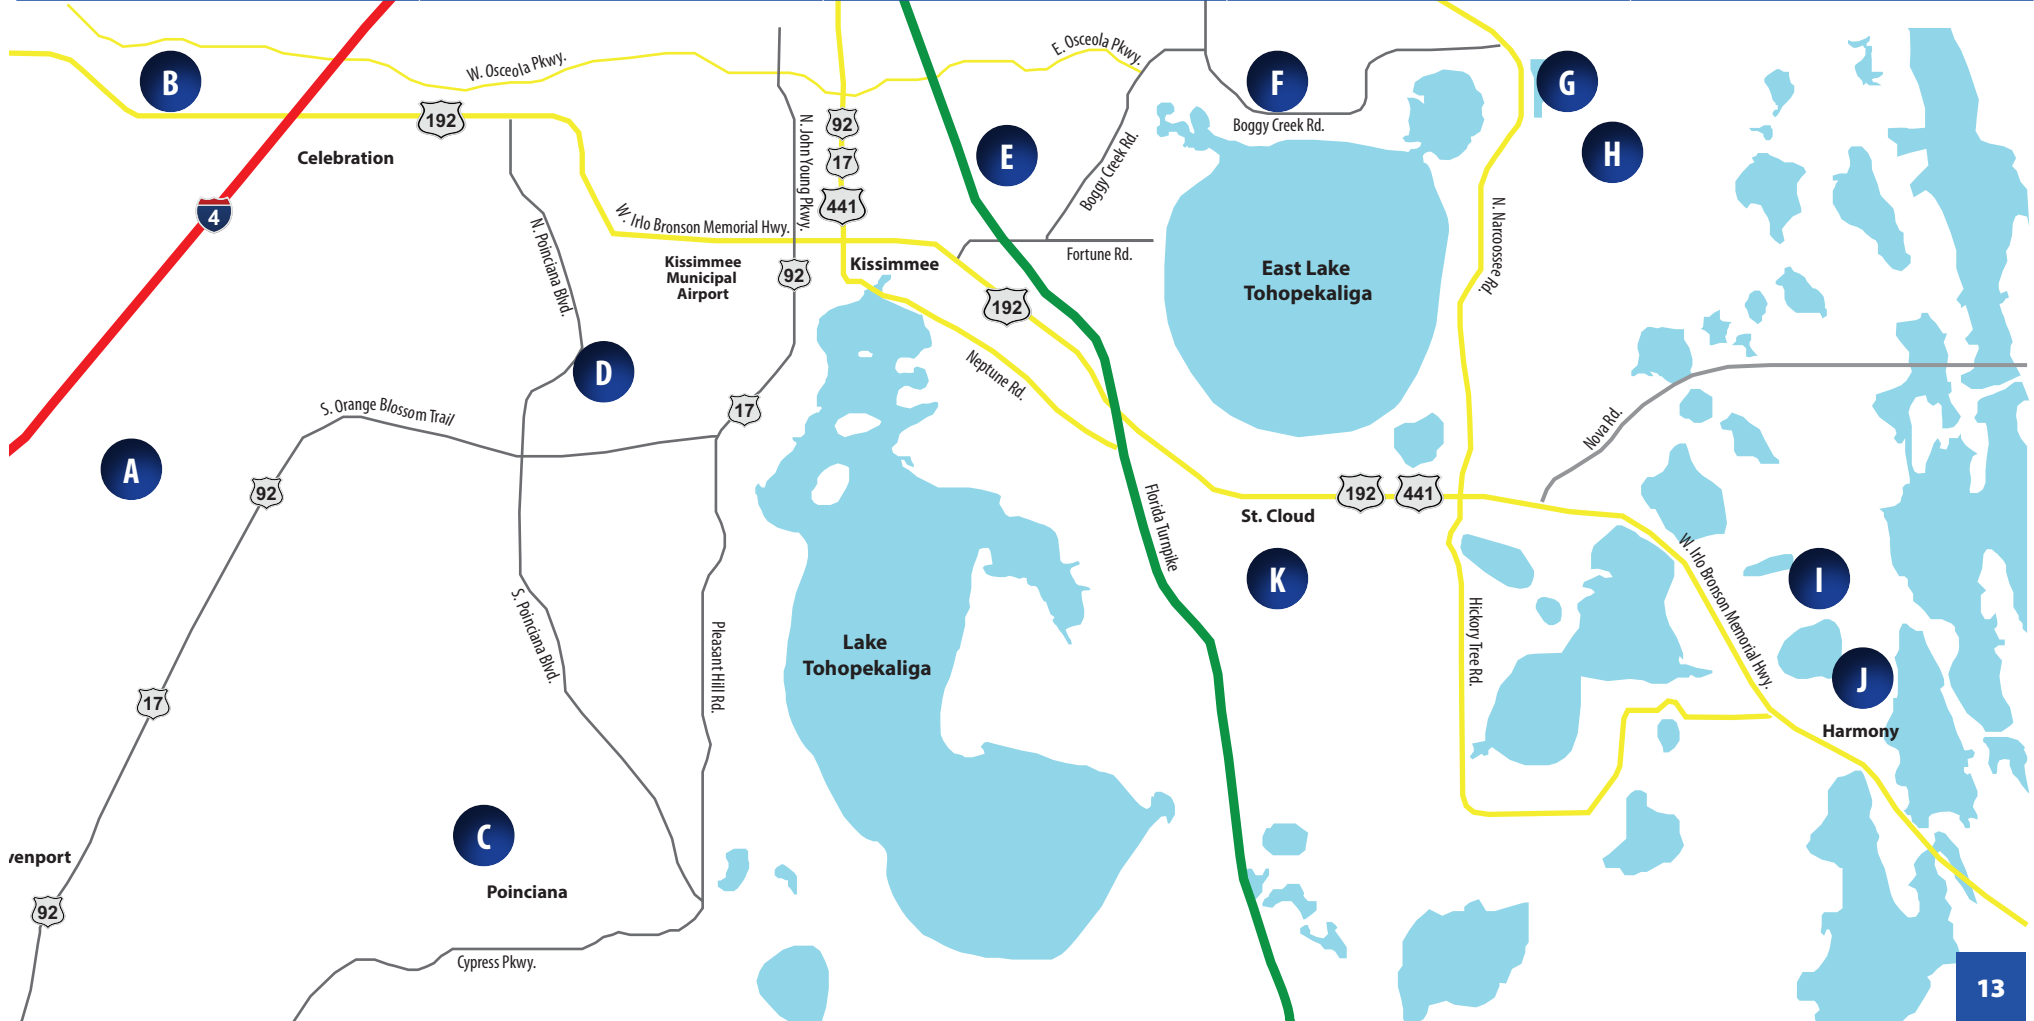 W. Osceola Pkwy.
E. Osceola Pkwy.
B
F
G
192
92
17
441
Boggy Creek Rd.
Celebration
N. John Young Pkwy.
E
Boggy Creek Rd.
H
4
W. Irlo Bronson Memorial Hwy.
N. Poinciana Blvd.
Kissimmee
Municipal
Airport
92
Kissimmee
Fortune Rd.
East Lake
Tohopekaliga
N. Narcoossee Rd.
192
Neptune Rd.
D
S. Orange Blossom Trail
17
Nova Rd.
A
92
Florida Turnpike
192
441
St. Cloud
W. Irlo Bronson Memorial Hwy.
K
I
S. Poinciana Blvd.
Pleasant Hill Rd.
Lake
Tohopekaliga
Hickory Tree Rd.
J
17
Harmony
C
venport
Poinciana
92
Cypress Pkwy.
13